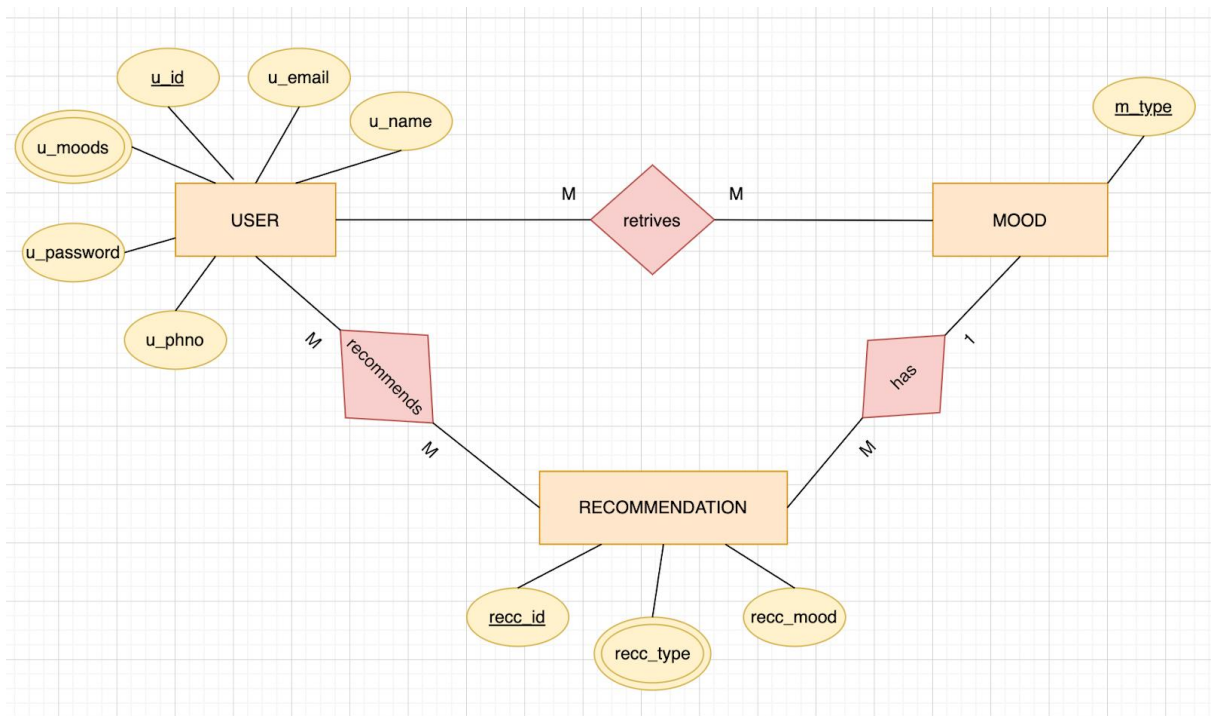 u_id
u_email
m_type
u_name
u_moods
M
M
USER
retrives
MOOD
u_password
u_phno
M
recommends
1
has
M
M
RECOMMENDATION
recc_id
recc_mood
recc_type